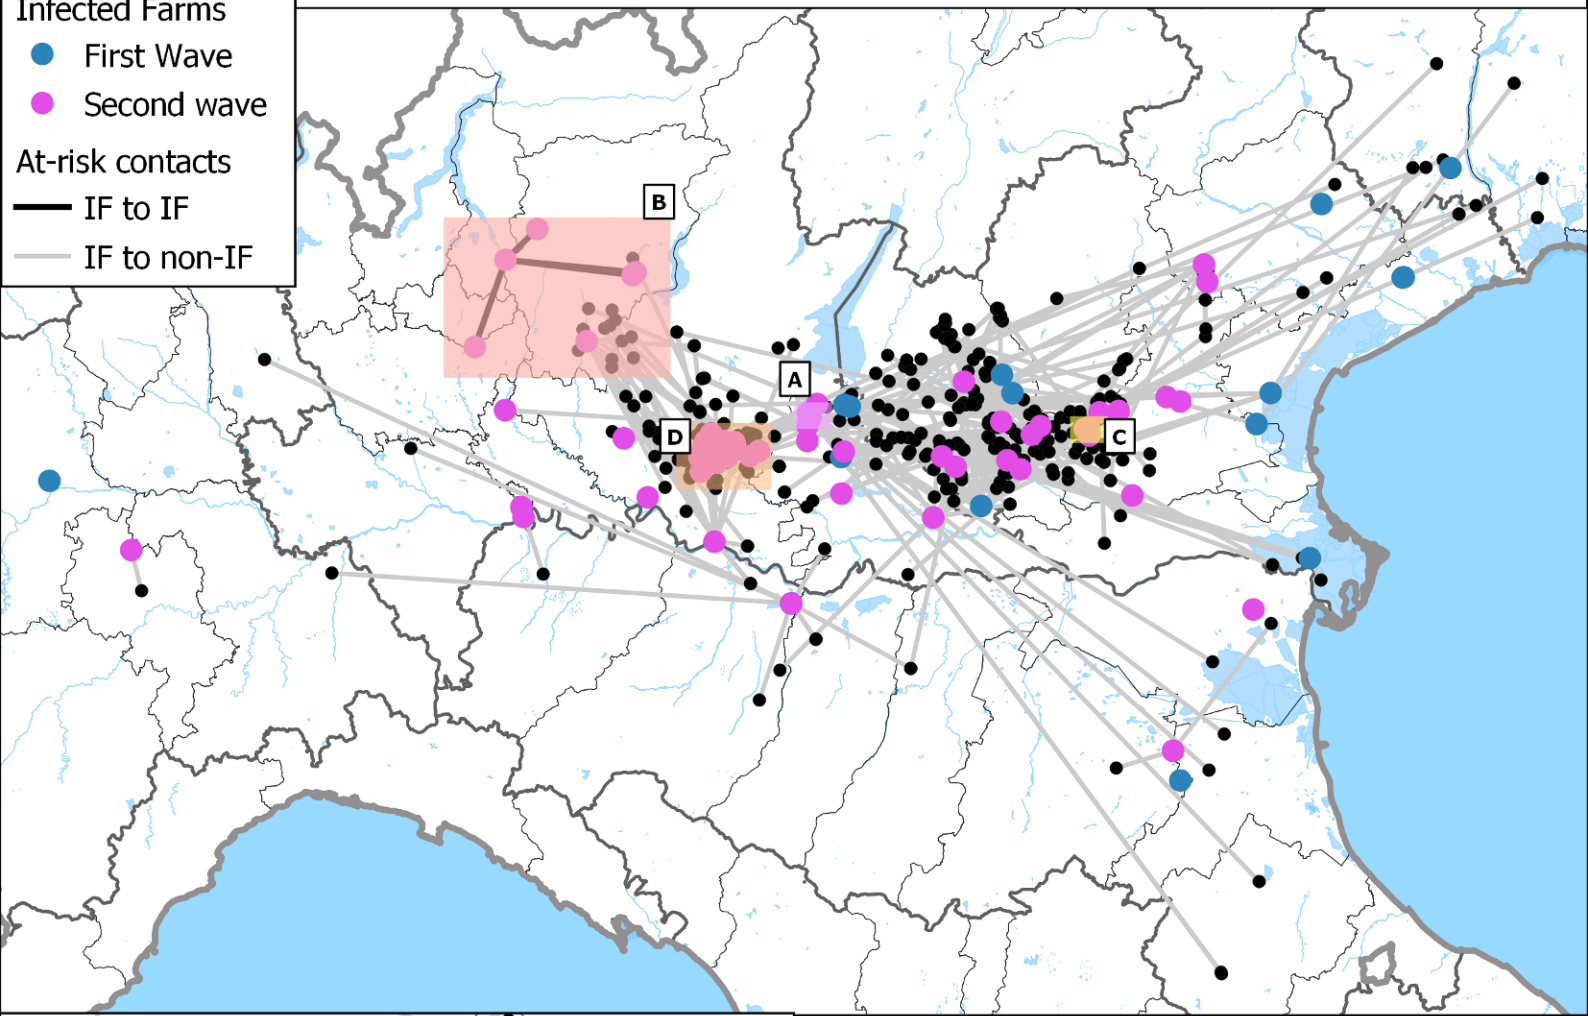 Infected Farms
First Wave
Second wave
At-risk contacts
IF to IF
IF to non-IF
B
A
D
C